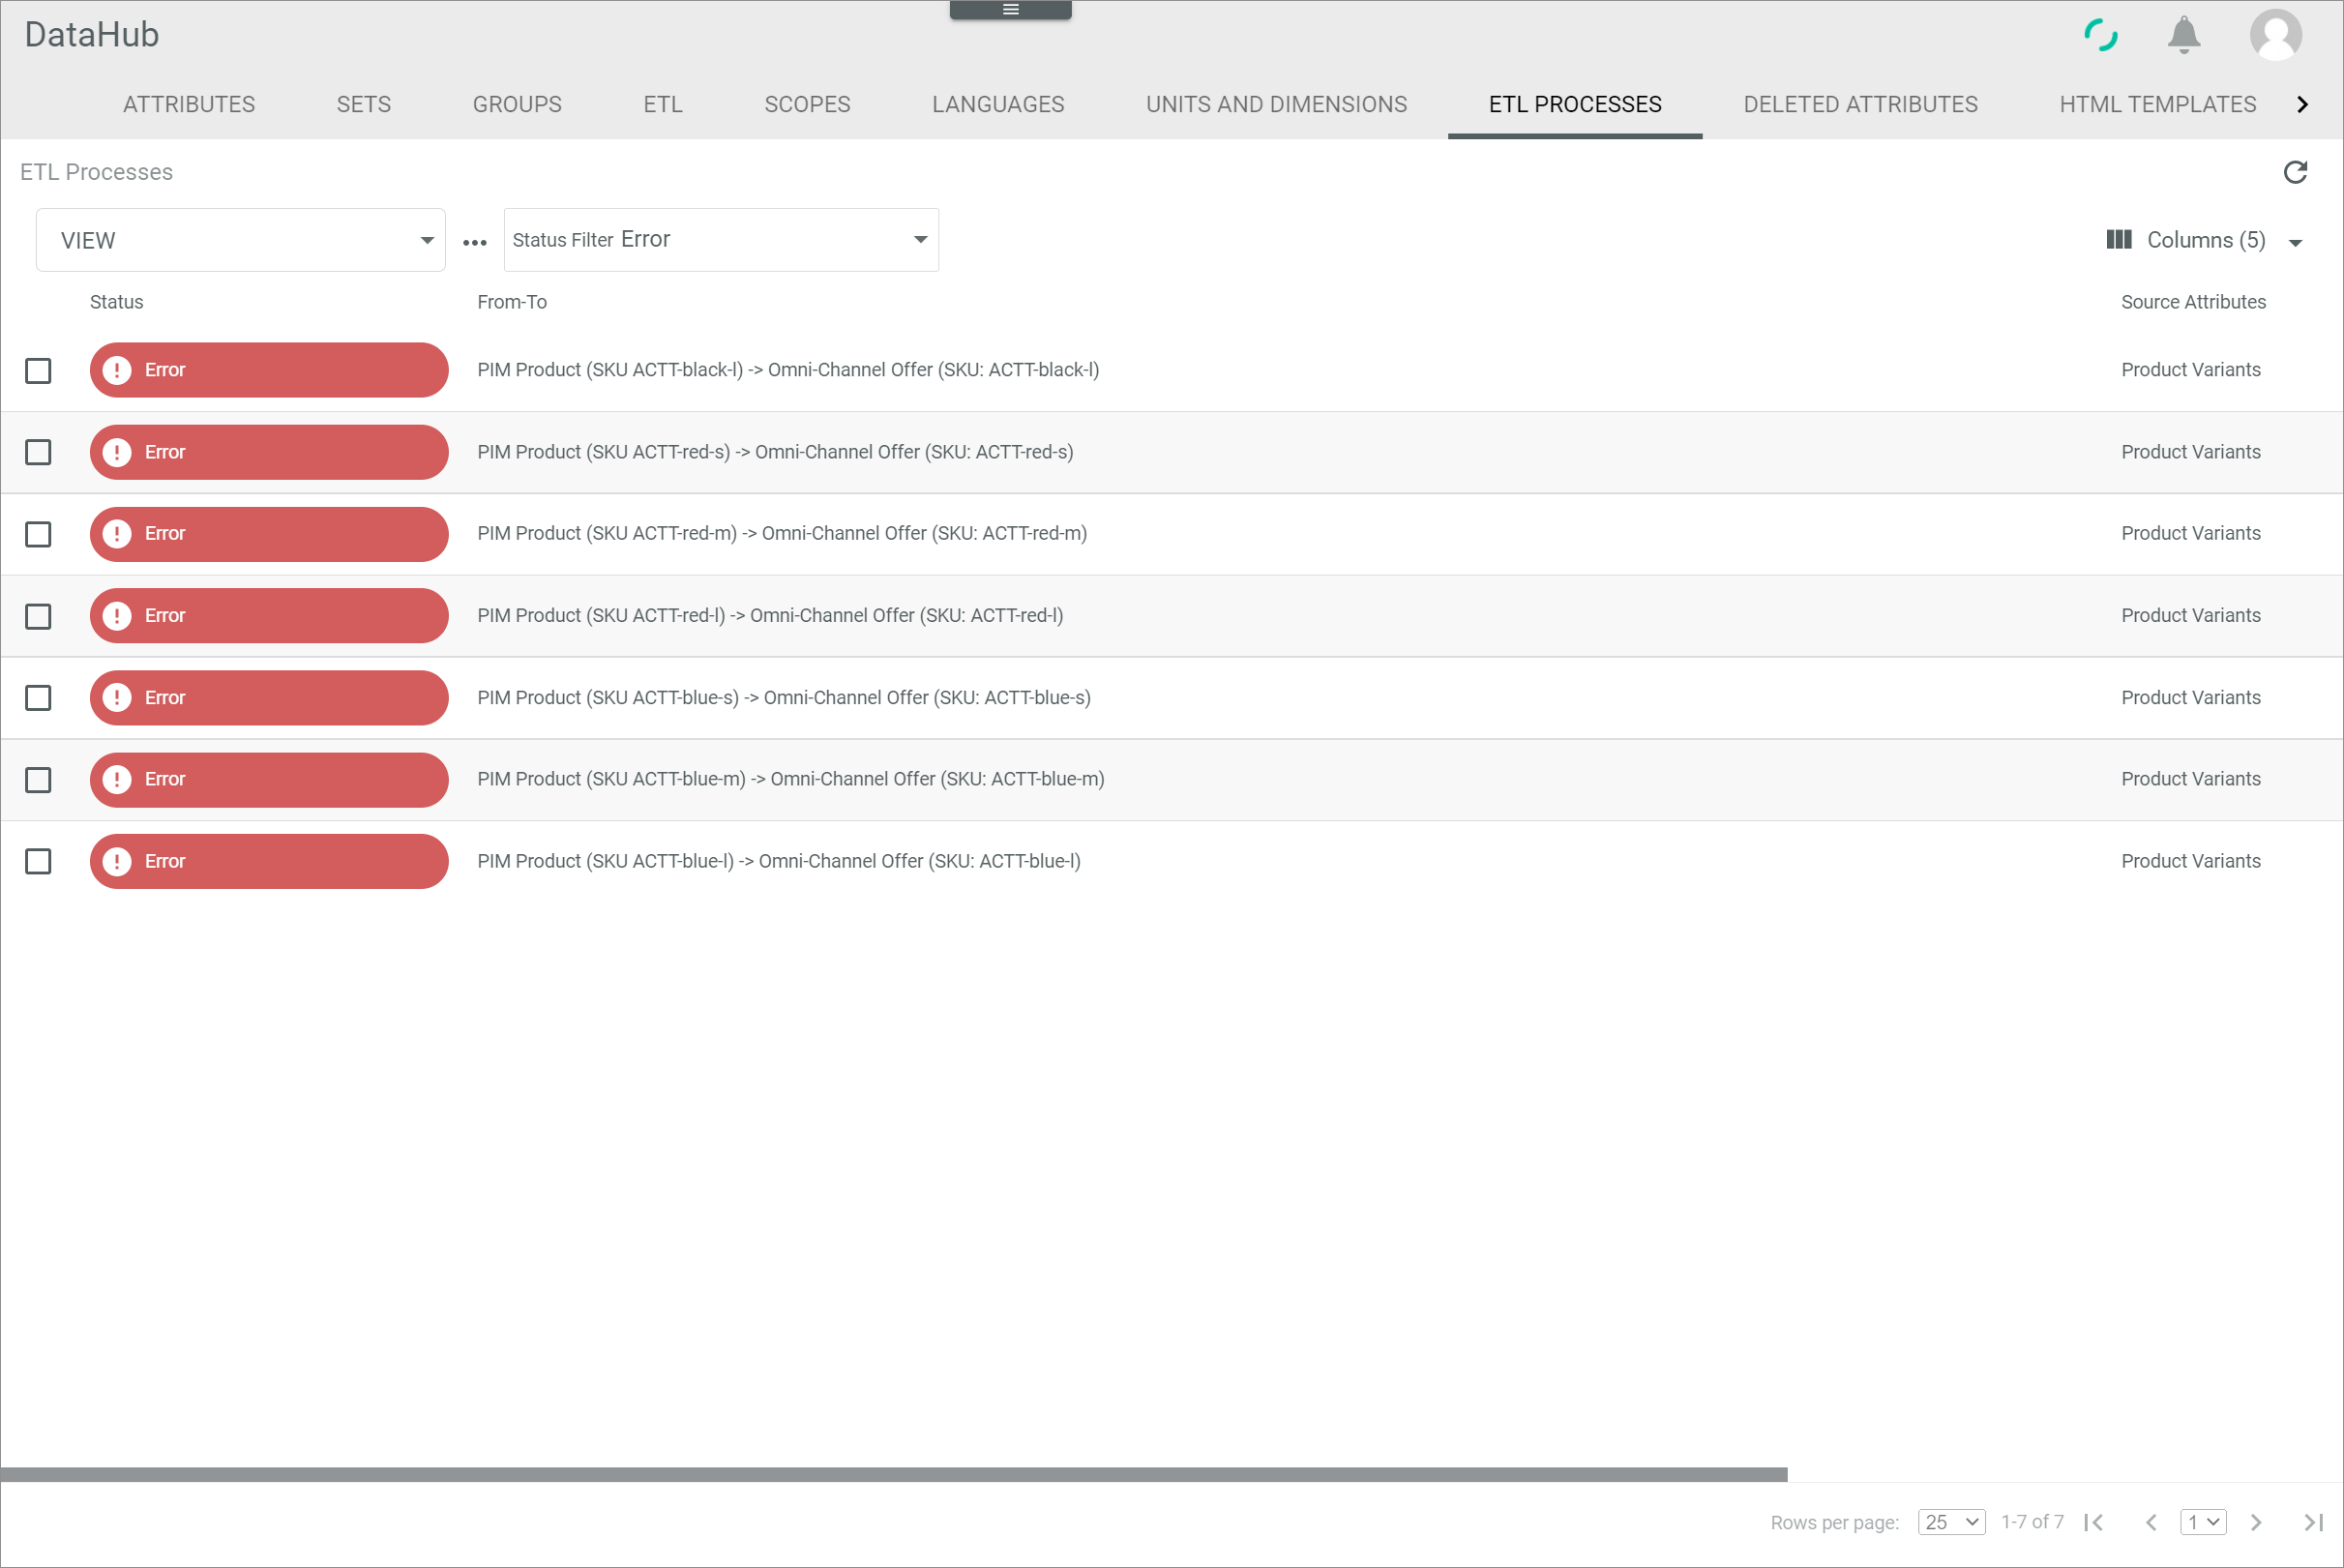 DataHub
ATTRIBUTES SETS GROUPS ETL SCOPES LANGUAGES UNITS AND DIMENSIONS ETL PROCESSES DELETED ATTRIBUTES HTML TEMPLATES
ETL Processes
VIEW Status Filter Error Columns (5)
Status From-To Source Attributes
Error PIM Product (SKU ACTT-black-l) -> Omni-Channel Offer (SKU: ACTT-black-l) Product Variants
Error PIM Product (SKU ACTT-red-s) -> Omni-Channel Offer (SKU: ACTT-red-s) Product Variants
Error PIM Product (SKU ACTT-red-m) -> Omni-Channel Offer (SKU: ACTT-red-m) Product Variants
Error PIM Product (SKU ACTT-red-l) -> Omni-Channel Offer (SKU: ACTT-red-l) Product Variants
Error PIM Product (SKU ACTT-blue-s) -> Omni-Channel Offer (SKU: ACTT-blue-s) Product Variants
Error PIM Product (SKU ACTT-blue-m) -> Omni-Channel Offer (SKU: ACTT-blue-m) Product Variants
Error PIM Product (SKU ACTT-blue-l) -> Omni-Channel Offer (SKU: ACTT-blue-l) Product Variants
Rows per page: 25 1-7 of 7 1